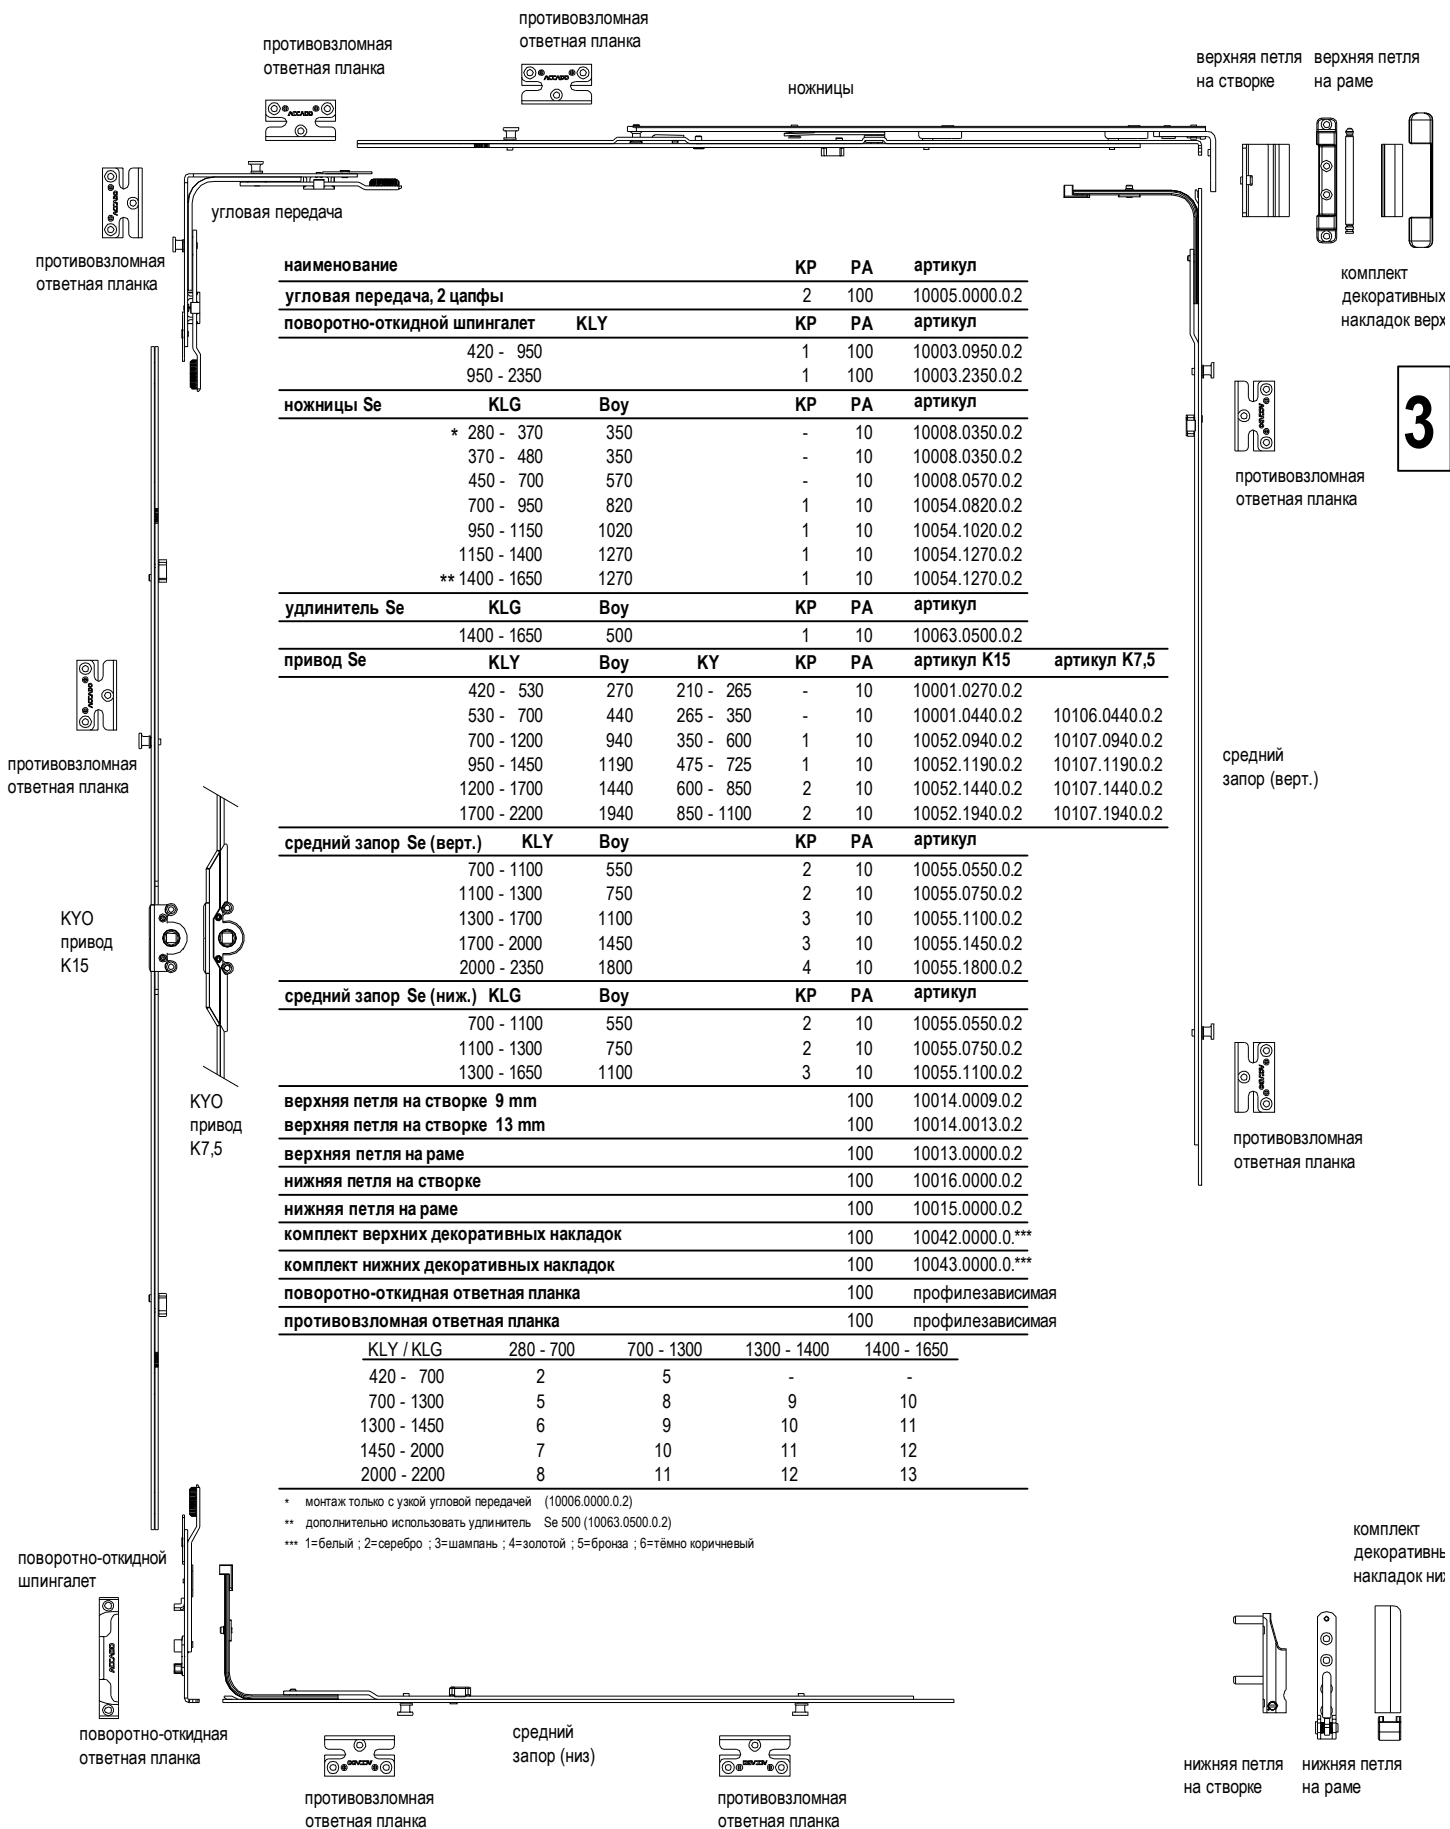 противовзломная
ответная планка
противовзломная
ответная планка
ножницы
верхняя петля
на створке
верхняя петля
на раме
ACCADO
ACCADO
угловая передача
ACCADO
противовзломная
ответная планка
комплект
декоративных
накладок верх
3
наименование KP PA артикул
угловая передача, 2 цапфы 2 100 10005.0000.0.2
поворотно-откидной шпингалет KLY KP PA артикул
420 - 950 1 100 10003.0950.0.2
950 - 2350 1 100 10003.2350.0.2
ножницы Se KLG Boy KP PA артикул
* 280 - 370 350 - 10 10008.0350.0.2
370 - 480 350 - 10 10008.0350.0.2
450 - 700 570 - 10 10008.0570.0.2
700 - 950 820 1 10 10054.0820.0.2
950 - 1150 1020 1 10 10054.1020.0.2
1150 - 1400 1270 1 10 10054.1270.0.2
** 1400 - 1650 1270 1 10 10054.1270.0.2
удлинитель Se KLG Boy KP PA артикул
1400 - 1650 500 1 10 10063.0500.0.2
привод Se KLY Boy KY KP PA артикул K15 артикул K7,5
420 - 530 270 210 - 265 - 10 10001.0270.0.2
530 - 700 440 265 - 350 - 10 10001.0440.0.2 10106.0440.0.2
700 - 1200 940 350 - 600 1 10 10052.0940.0.2 10107.0940.0.2
950 - 1450 1190 475 - 725 1 10 10052.1190.0.2 10107.1190.0.2
1200 - 1700 1440 600 - 850 2 10 10052.1440.0.2 10107.1440.0.2
1700 - 2200 1940 850 - 1100 2 10 10052.1940.0.2 10107.1940.0.2
средний запор Se (верт.) KLY Boy KP PA артикул
700 - 1100 550 2 10 10055.0550.0.2
1100 - 1300 750 2 10 10055.0750.0.2
1300 - 1700 1100 3 10 10055.1100.0.2
1700 - 2000 1450 3 10 10055.1450.0.2
2000 - 2350 1800 4 10 10055.1800.0.2
средний запор Se (ниж.) KLG Boy KP PA артикул
700 - 1100 550 2 10 10055.0550.0.2
1100 - 1300 750 2 10 10055.0750.0.2
1300 - 1650 1100 3 10 10055.1100.0.2
верхняя петля на створке 9 mm 100 10014.0009.0.2
верхняя петля на створке 13 mm 100 10014.0013.0.2
верхняя петля на раме 100 10013.0000.0.2
нижняя петля на створке 100 10016.0000.0.2
нижняя петля на раме 100 10015.0000.0.2
комплект верхних декоративных накладок 100 10042.0000.0.***
комплект нижних декоративных накладок 100 10043.0000.0.***
поворотно-откидная ответная планка 100 профилезависимая
противовзломная ответная планка 100 профилезависимая
KLY / KLG 280 - 700 700 - 1300 1300 - 1400 1400 - 1650
420 - 700 2 5 - -
700 - 1300 5 8 9 10
1300 - 1450 6 9 10 11
1450 - 2000 7 10 11 12
2000 - 2200 8 11 12 13
* монтаж только с узкой угловой передачей (10006.0000.0.2)
** дополнительно использовать удлинитель Se 500 (10063.0500.0.2)
*** 1=белый ; 2=серебро ; 3=шампань ; 4=золотой ; 5=бронза ; 6=тёмно коричневый
ACCADO
противовзломная
ответная планка
ACCADO
противовзломная
ответная планка
средний
запор (верт.)
KYO
привод
K15
KYO
привод
K7,5
ACCADO
противовзломная
ответная планка
поворотно-откидной
шпингалет
ACCADO
поворотно-откидная
ответная планка
ACCADO
противовзломная
ответная планка
средний
запор (низ)
ACCADO
противовзломная
ответная планка
комплект
декоративнь
накладок них
нижняя петля
на створке
нижняя петля
на раме